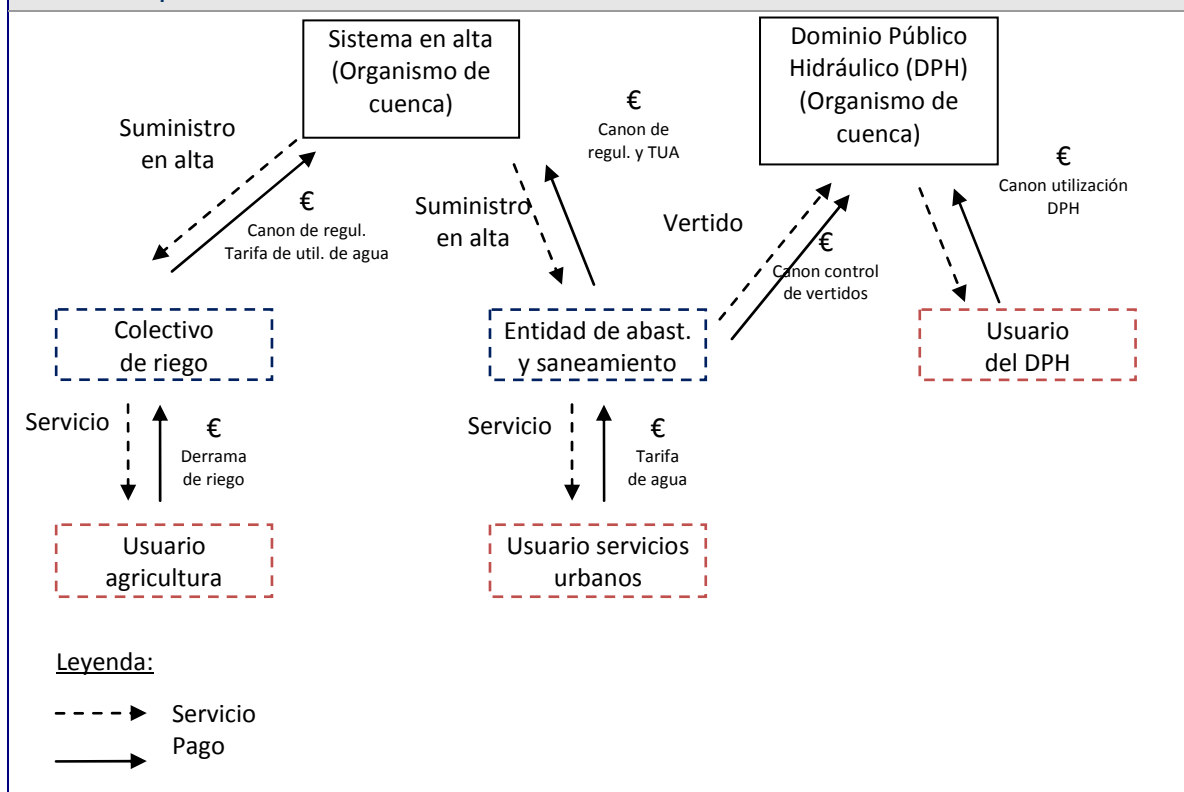 Sistema en alta
(Organismo de
cuenca)
Dominio Público
Hidráulico (DPH)
(Organismo de
cuenca)
Suministro
en alta
€
Canon de regul.
Tarifa de util. de agua
Suministro
en alta
€
Canon de
regul. y TUA
Vertido
€
Canon control
de vertidos
€
Canon utilización
DPH
Colectivo
de riego
Entidad de abast.
y saneamiento
Usuario
del DPH
Servicio
€
Derrama
de riego
Servicio
€
Tarifa
de agua
Usuario
agricultura
Usuario servicios
urbanos
Leyenda:
Servicio
Pago